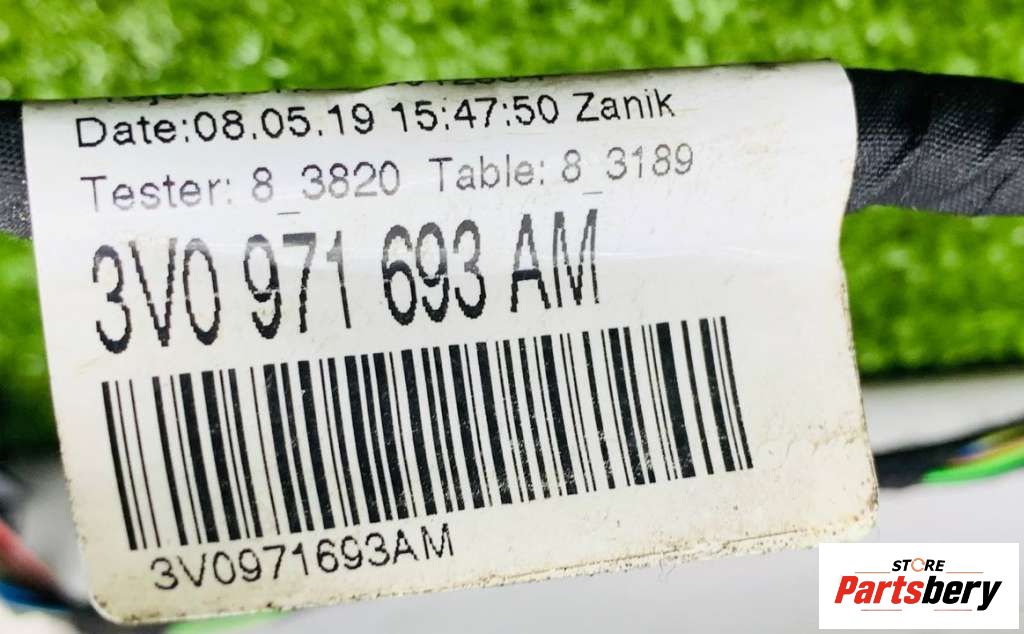 Date:08.05.19 15:47:50 Zanik
Tester: 8_3820 Table: 8_3189
3V0 971 693 AM
3V0971693AM
STORE
Partsbery